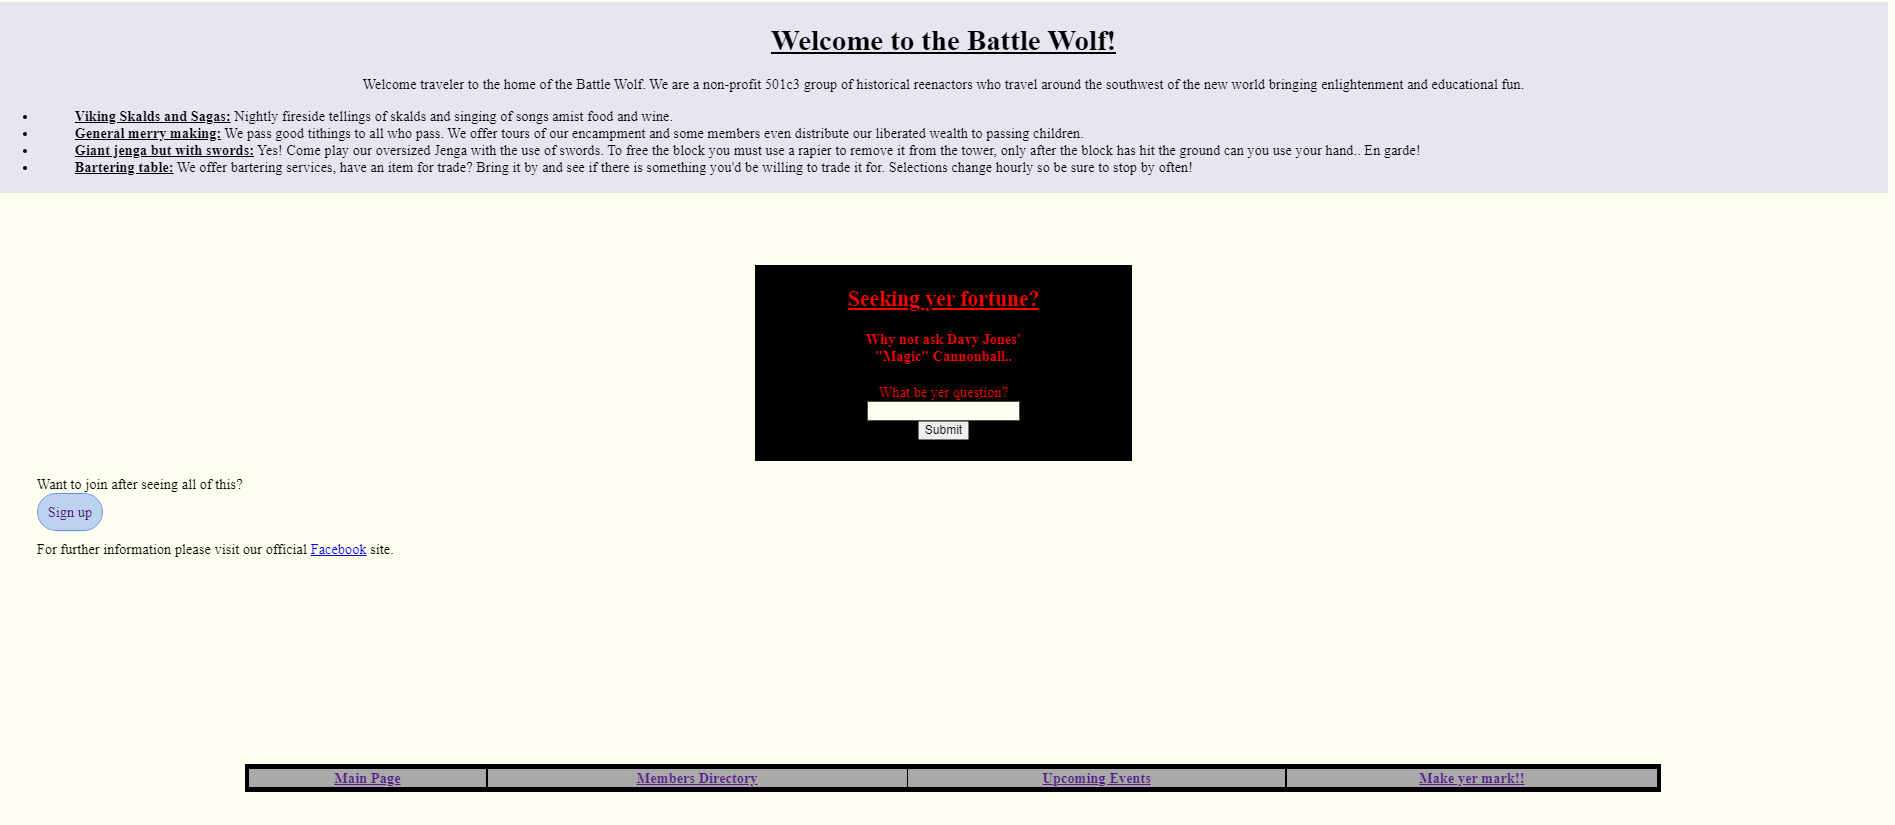 Welcome to the Battle Wolf!
Welcome traveler to the home of the Battle Wolf. We are a non-profit 501c3 group of historical reenactors who travel around the southwest of the new world bringing enlightenment and educational fun.
Viking Skalds and Sagas: Nightly fireside tellings of skalds and singing of songs amist food and wine.
General merry making: We pass good tithings to all who pass. We offer tours of our encampment and some members even distribute our liberated wealth to passing children.
Giant jenga but with swords: Yes! Come play our oversized Jenga with the use of swords. To free the block you must use a rapier to remove it from the tower, only after the block has hit the ground can you use your hand.. En garde!
Bartering table: We offer bartering services, have an item for trade? Bring it by and see if there is something you'd be willing to trade it for. Selections change hourly so be sure to stop by often!
Seeking yer fortune?
Why not ask Davy Jones'
"Magic" Cannonball..
What be yer question?
Submit
Want to join after seeing all of this?
Sign up
For further information please visit our official Facebook site.
Main Page Members Directory Upcoming Events Make yer mark!!